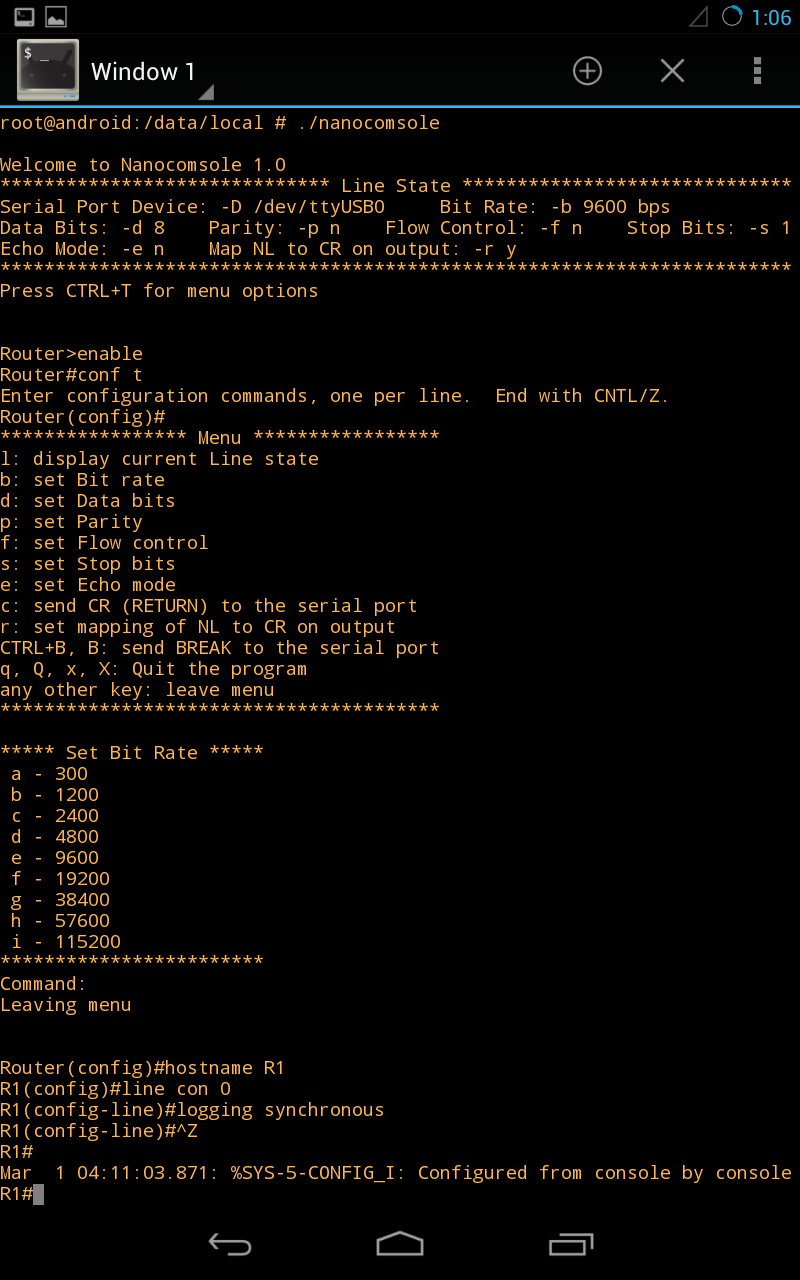 1:06
$ _
Window 1
root@android:/data/local # ./nanocomsole
Welcome to Nanocomsole 1.0
****************************** Line State ******************************
Serial Port Device: -D /dev/ttyUSB0     Bit Rate: -b 9600 bps
Data Bits: -d 8    Parity: -p n    Flow Control: -f n    Stop Bits: -s 1
Echo Mode: -e n    Map NL to CR on output: -r y
************************************************************************
Press CTRL+T for menu options
Router>enable
Router#conf t
Enter configuration commands, one per line.  End with CNTL/Z.
Router(config)#
***************** Menu *****************
l: display current Line state
b: set Bit rate
d: set Data bits
p: set Parity
f: set Flow control
s: set Stop bits
e: set Echo mode
c: send CR (RETURN) to the serial port
r: set mapping of NL to CR on output
CTRL+B, B: send BREAK to the serial port
q, Q, x, X: Quit the program
any other key: leave menu
****************************************
***** Set Bit Rate *****
a - 300
b - 1200
c - 2400
d - 4800
e - 9600
f - 19200
g - 38400
h - 57600
i - 115200
************************
Command:
Leaving menu
Router(config)#hostname R1
R1(config)#line con 0
R1(config-line)#logging synchronous
R1(config-line)#^Z
R1#
Mar  1 04:11:03.871: %SYS-5-CONFIG_I: Configured from console by console
R1#